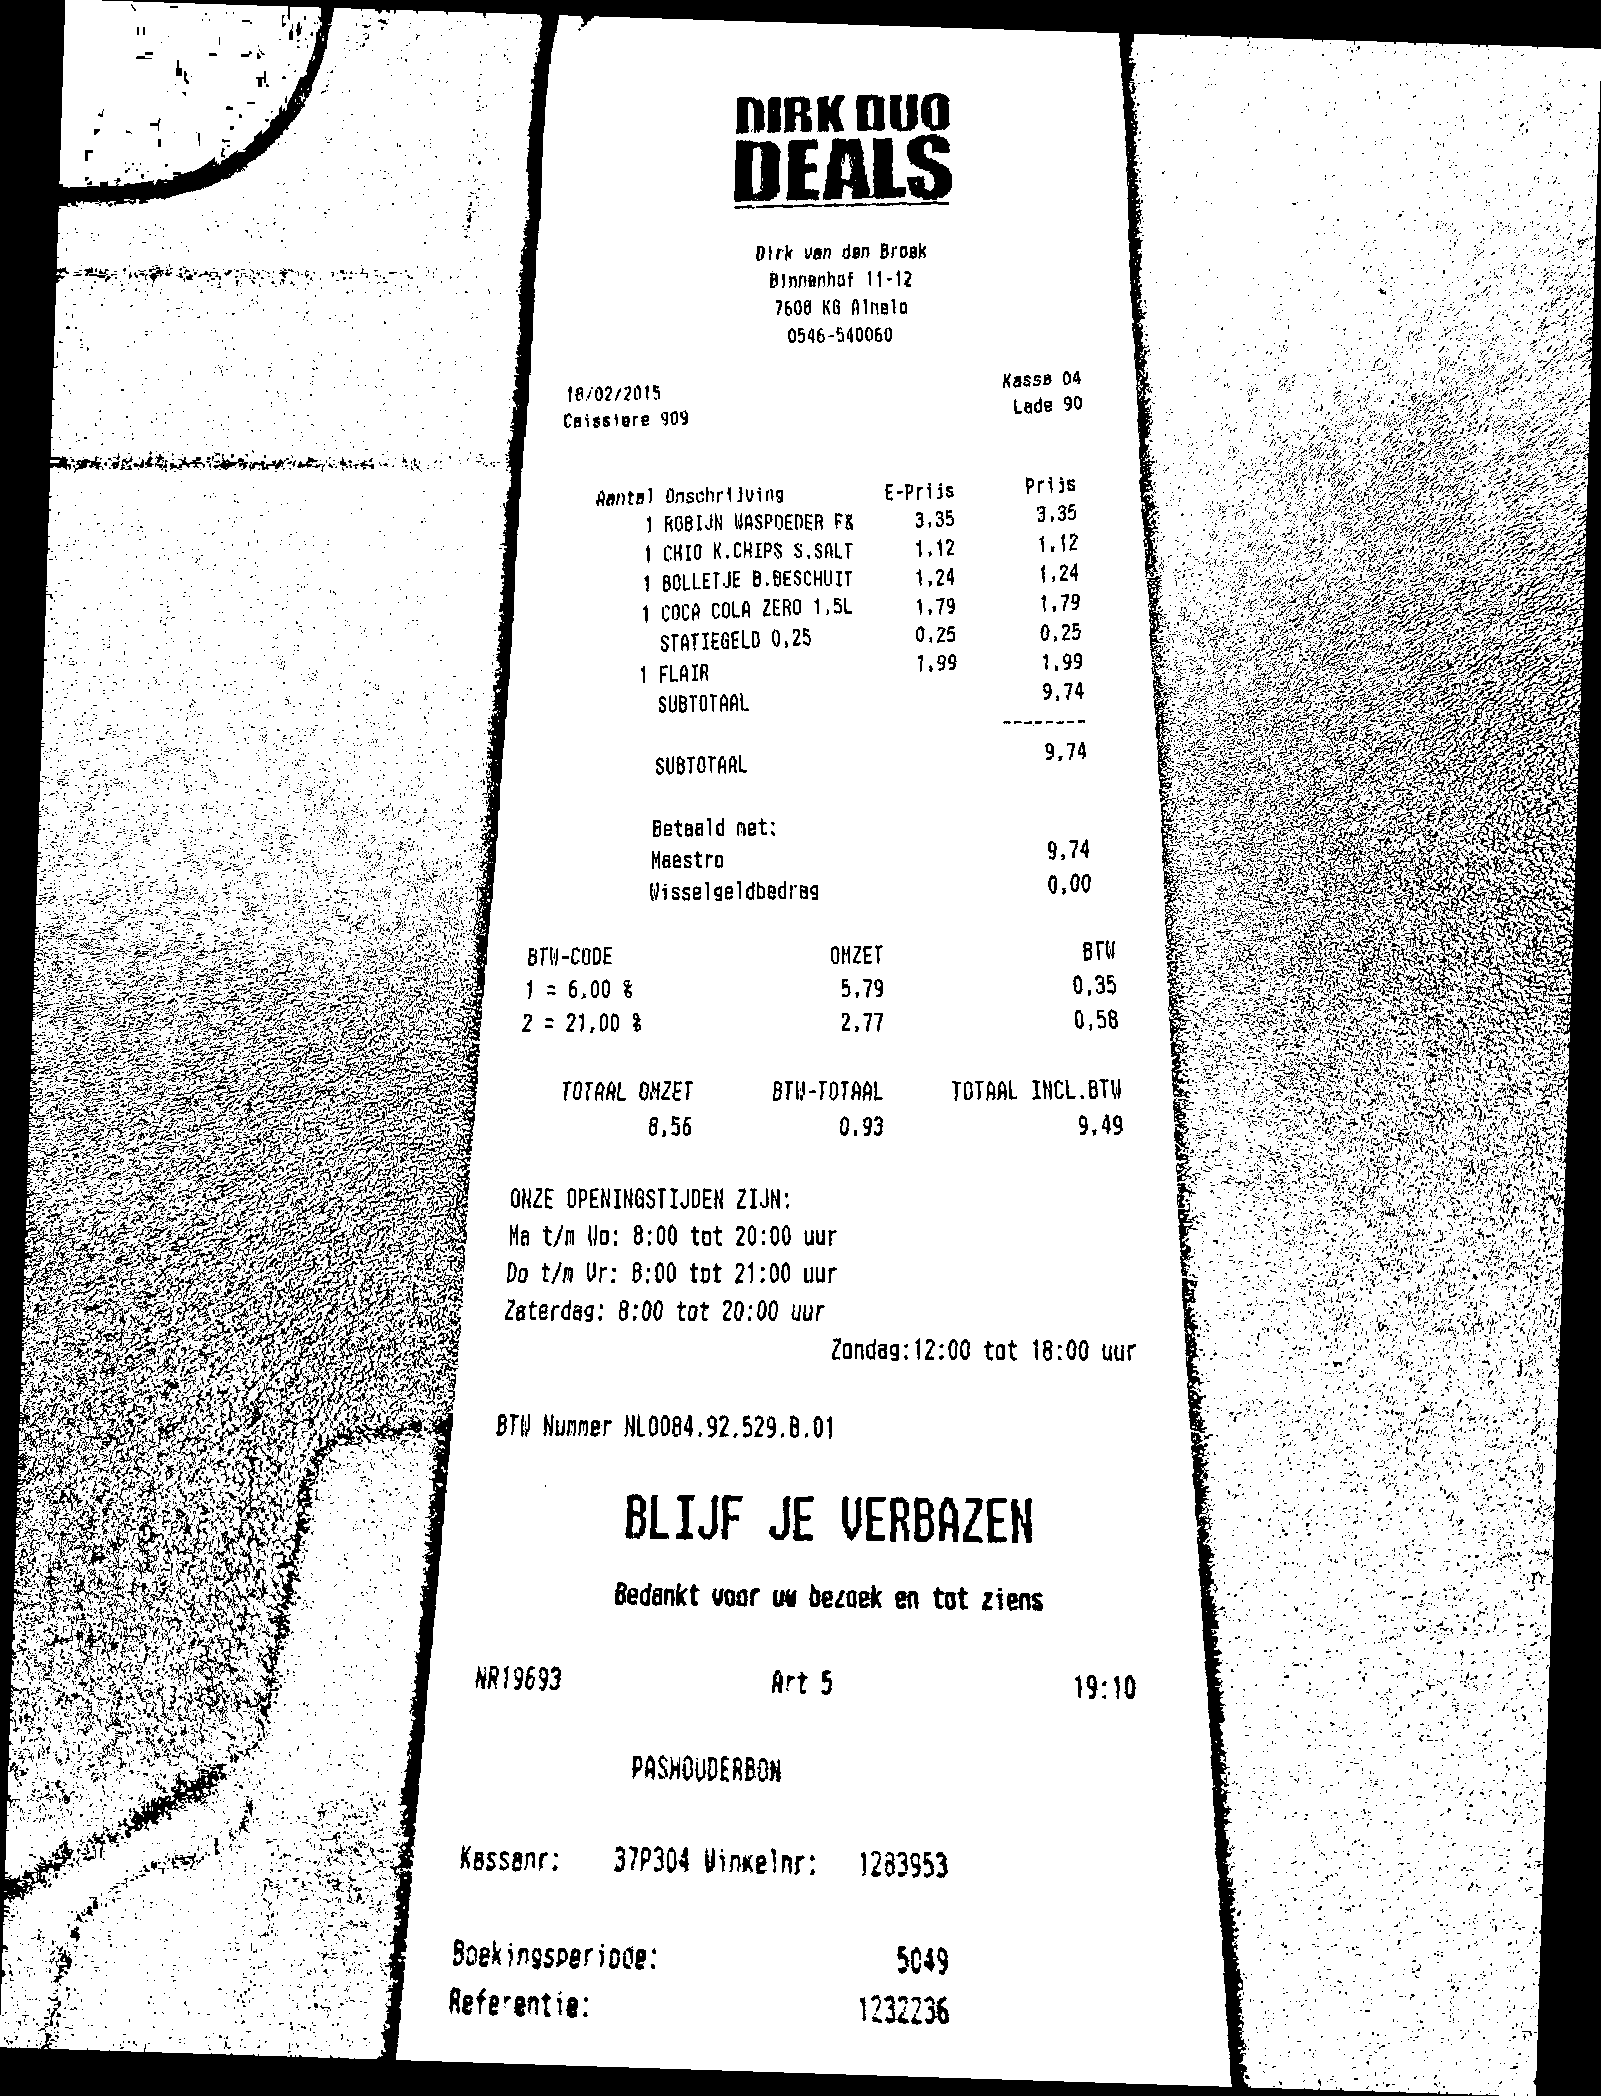 DIRK DUO
DEALS
Dirk van den Broek
Binnenhof 11-12
7608 KG Almelo
0546-540060
18/02/2015 Kassa 04
Caissiere 909 Lade 90
Aantal Omschrijving E-Prijs Prijs
1 ROBIJN WASPOEDER F& 3,35 3,35
1 CHIO K.CHIPS S.SALT 1,12 1,12
1 BOLLETJE B.BESCHUIT 1,24 1,24
1 COCA COLA ZERO 1,5L 1,79 1,79
STATIEGELD 0,25 0,25 0,25
1 FLAIR 1,99 1,99
SUBTOTAAL 9,74
--------
SUBTOTAAL 9,74
Betaald met:
Maestro 9,74
Wisselgeldbedrag 0,00
BTW-CODE OMZET BTW
1 = 6,00 % 5,79 0,35
2 = 21,00 % 2,77 0,58
TOTAAL OMZET BTW-TOTAAL TOTAAL INCL.BTW
8,56 0,93 9,49
ONZE OPENINGSTIJDEN ZIJN:
Ma t/m Wo: 8:00 tot 20:00 uur
Do t/m Vr: 8:00 tot 21:00 uur
Zaterdag: 8:00 tot 20:00 uur
Zondag:12:00 tot 18:00 uur
BTW Nummer NL0084.92.529.B.01
BLIJF JE VERBAZEN
Bedankt voor uw bezoek en tot ziens
NR19693 Art 5 19:10
PASHOUDERBON
Kassanr: 37P304 Winkelnr: 1283953
Boekingsperiode: 5049
Referentie: 1232236